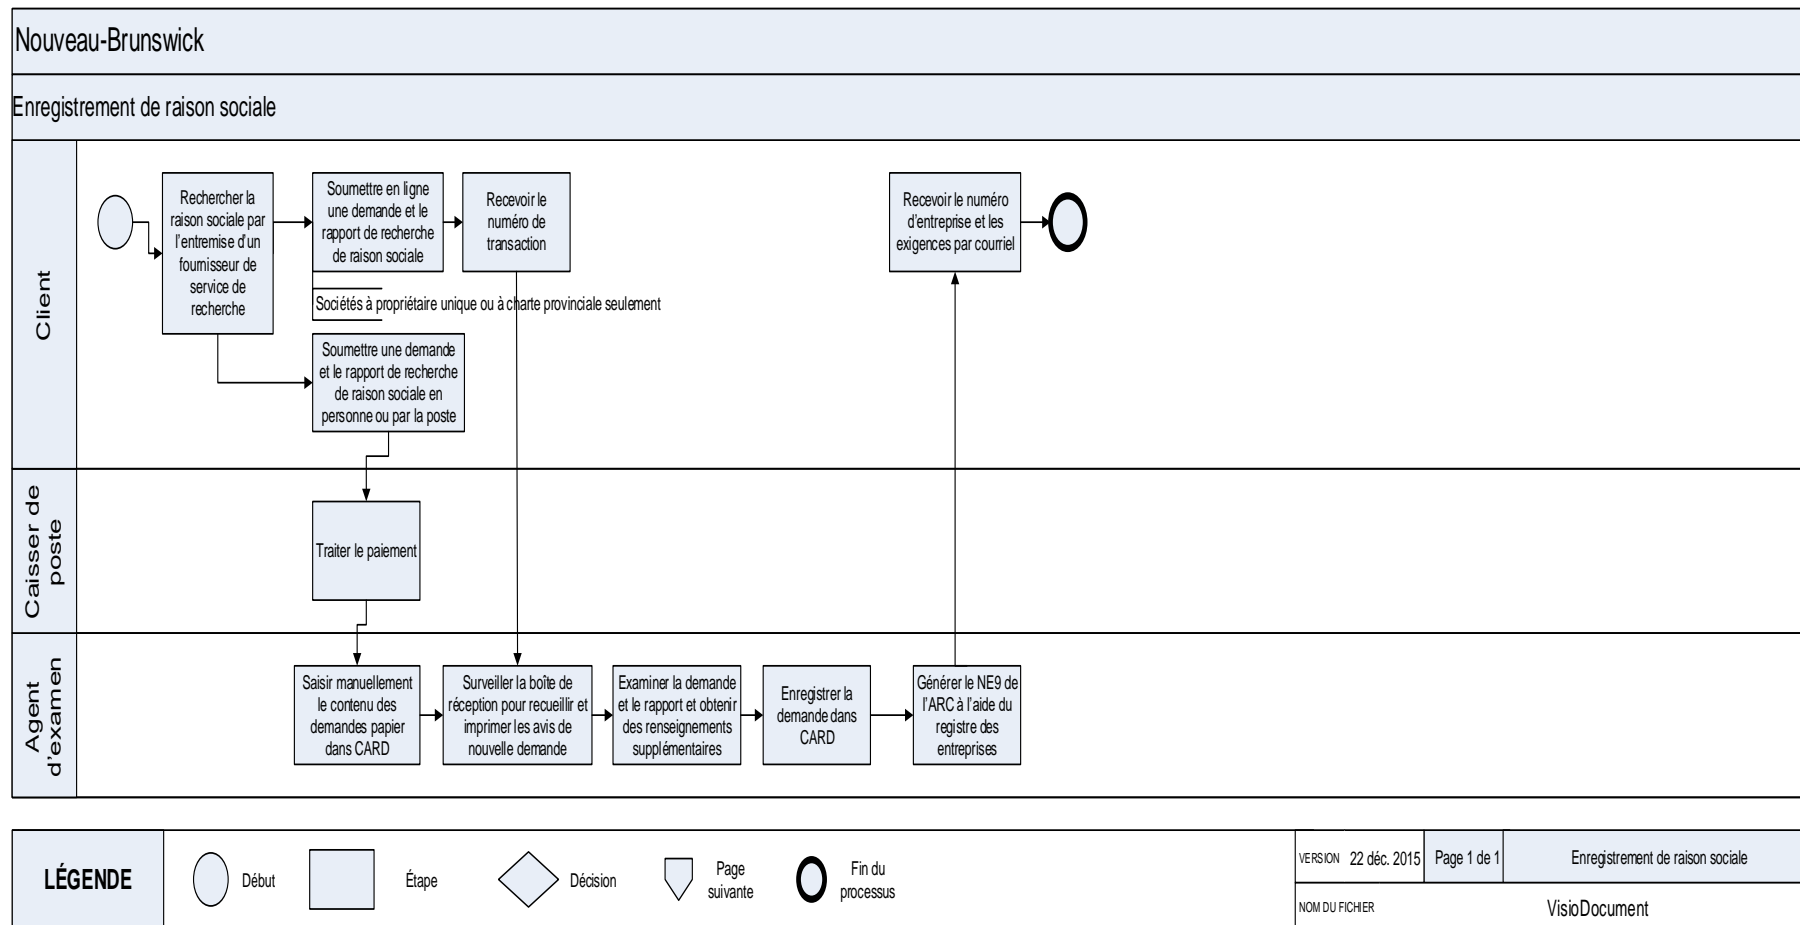 Nouveau-Brunswick
Enregistrement de raison sociale
Client
Rechercher la
raison sociale par
l'entremise d'un
fournisseur de
service de
recherche
Soumettre en ligne
une demande et le
rapport de recherche
de raison sociale
Recevoir le
numéro de
transaction
Recevoir le numéro
d'entreprise et les
exigences par courriel
Sociétés à propriétaire unique ou à charte provinciale seulement
Soumettre une demande
et le rapport de recherche
de raison sociale en
personne ou par la poste
Caisser de
poste
Traiter le paiement
Agent
d'examen
Saisir manuellement
le contenu des
demandes papier
dans CARD
Surveiller la boîte de
réception pour recueillir et
imprimer les avis de
nouvelle demande
Examiner la demande
et le rapport et obtenir
des renseignements
supplémentaires
Enregistrer la
demande dans
CARD
Générer le NE9 de
l'ARC à l'aide du
registre des
entreprises
LÉGENDE
Début
Étape
Décision
Page
suivante
Fin du
processus
VERSION 22 déc. 2015
Page 1 de 1
Enregistrement de raison sociale
NOM DU FICHIER
VisioDocument